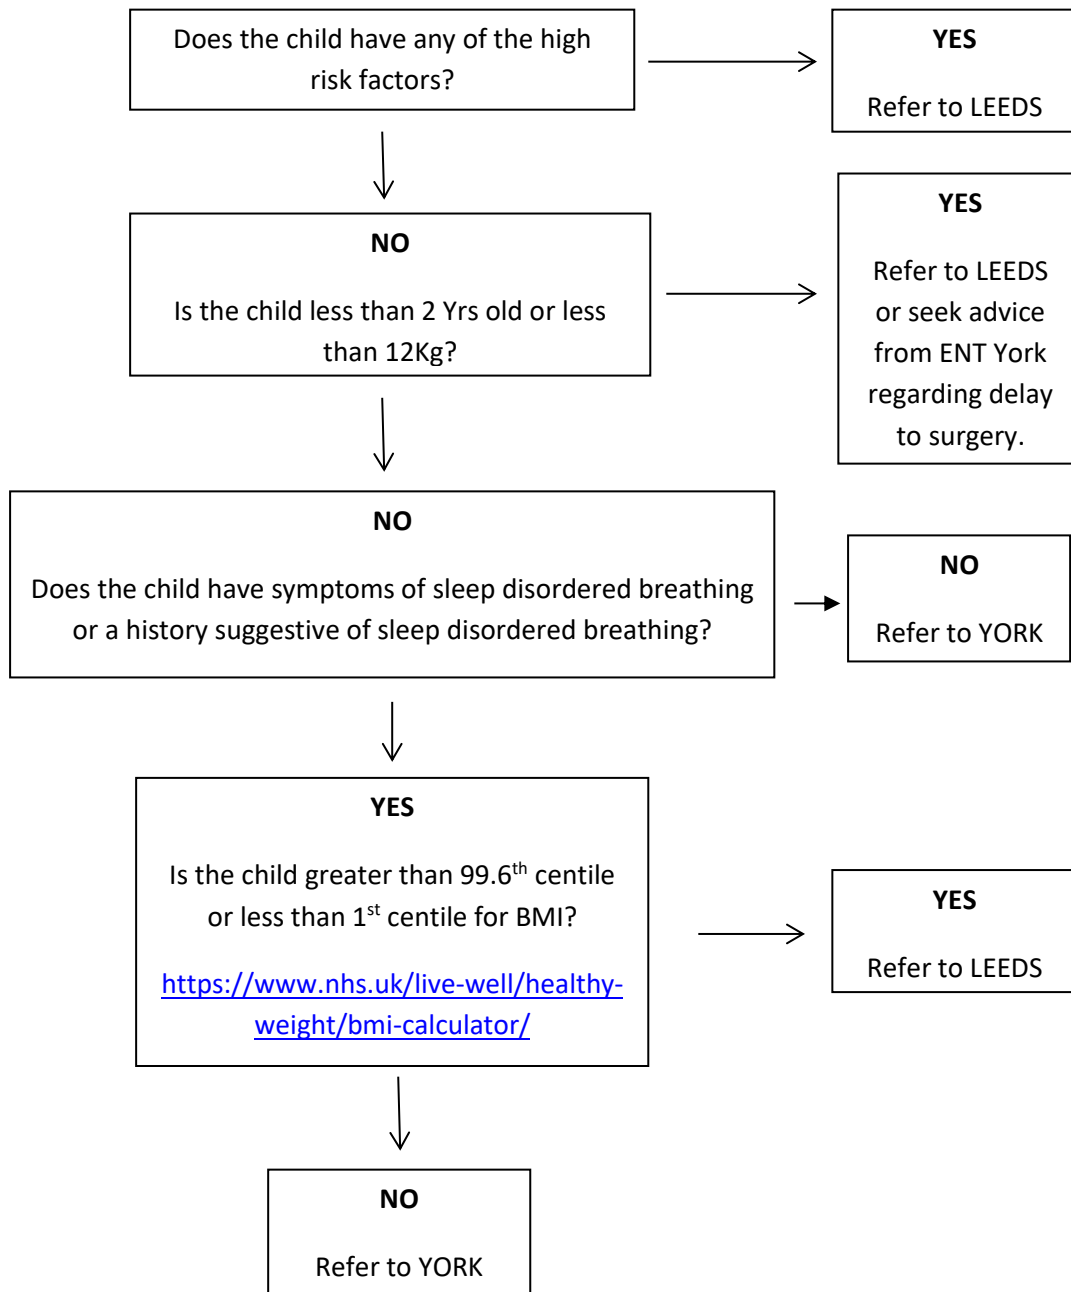 Does the child have any of the high
risk factors?
YES
Refer to LEEDS
NO
Is the child less than 2 Yrs old or less
than 12Kg?
YES
Refer to LEEDS
or seek advice
from ENT York
regarding delay
to surgery.
NO
Does the child have symptoms of sleep disordered breathing
or a history suggestive of sleep disordered breathing?
NO
Refer to YORK
YES
Is the child greater than 99.6th centile
or less than 1st centile for BMI?
https://www.nhs.uk/live-well/healthy-
weight/bmi-calculator/
YES
Refer to LEEDS
NO
Refer to YORK